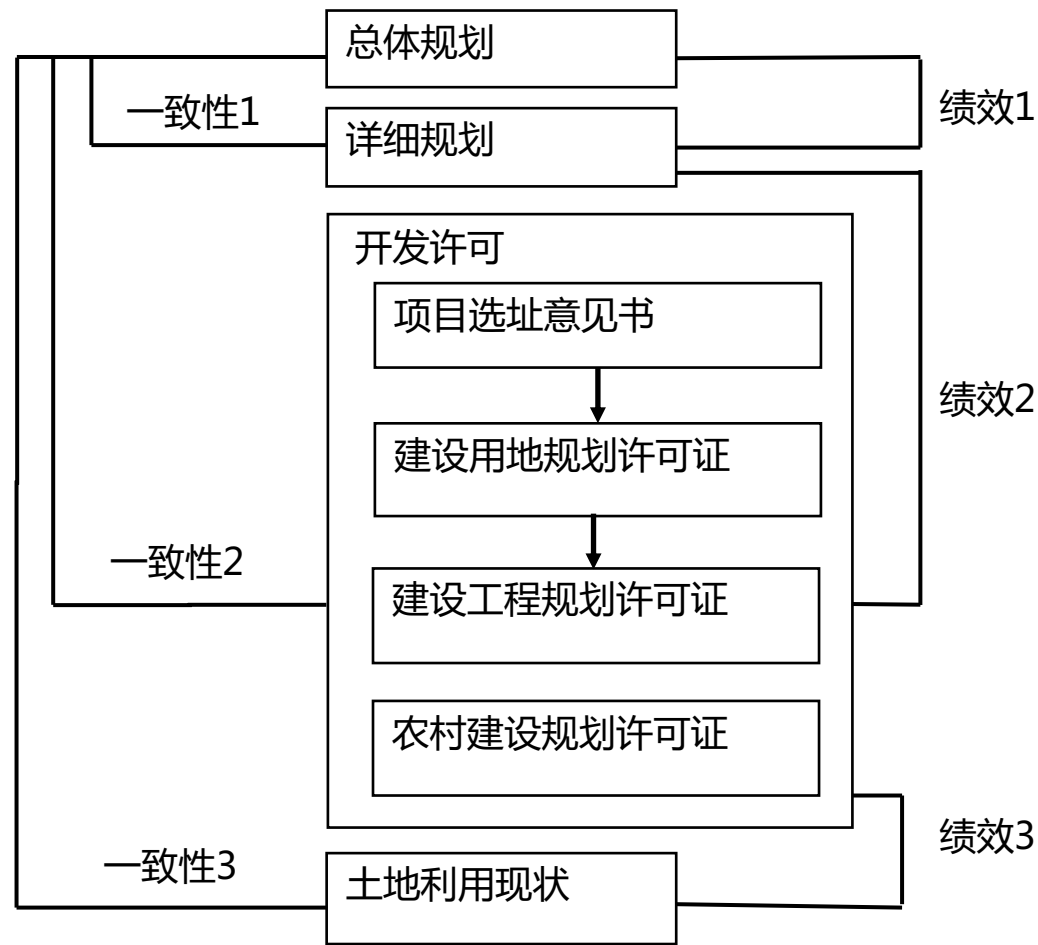 总体规划
一致性1
绩效1
详细规划
开发许可
项目选址意见书
绩效2
建设用地规划许可证
一致性2
建设工程规划许可证
农村建设规划许可证
绩效3
一致性3
土地利用现状